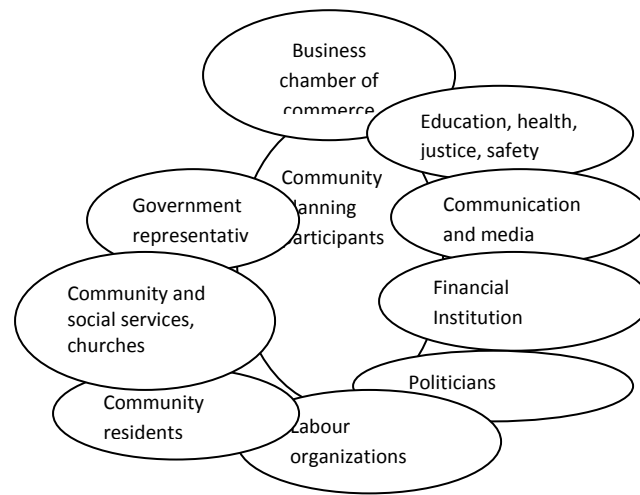 Business
chamber of
commerce
Education, health,
justice, safety
Community
lanning
articipants
Government
representativ
Communication
and media
Community and
social services,
churches
Financial
Institution
Politicians
Community
residents
Labour
organizations